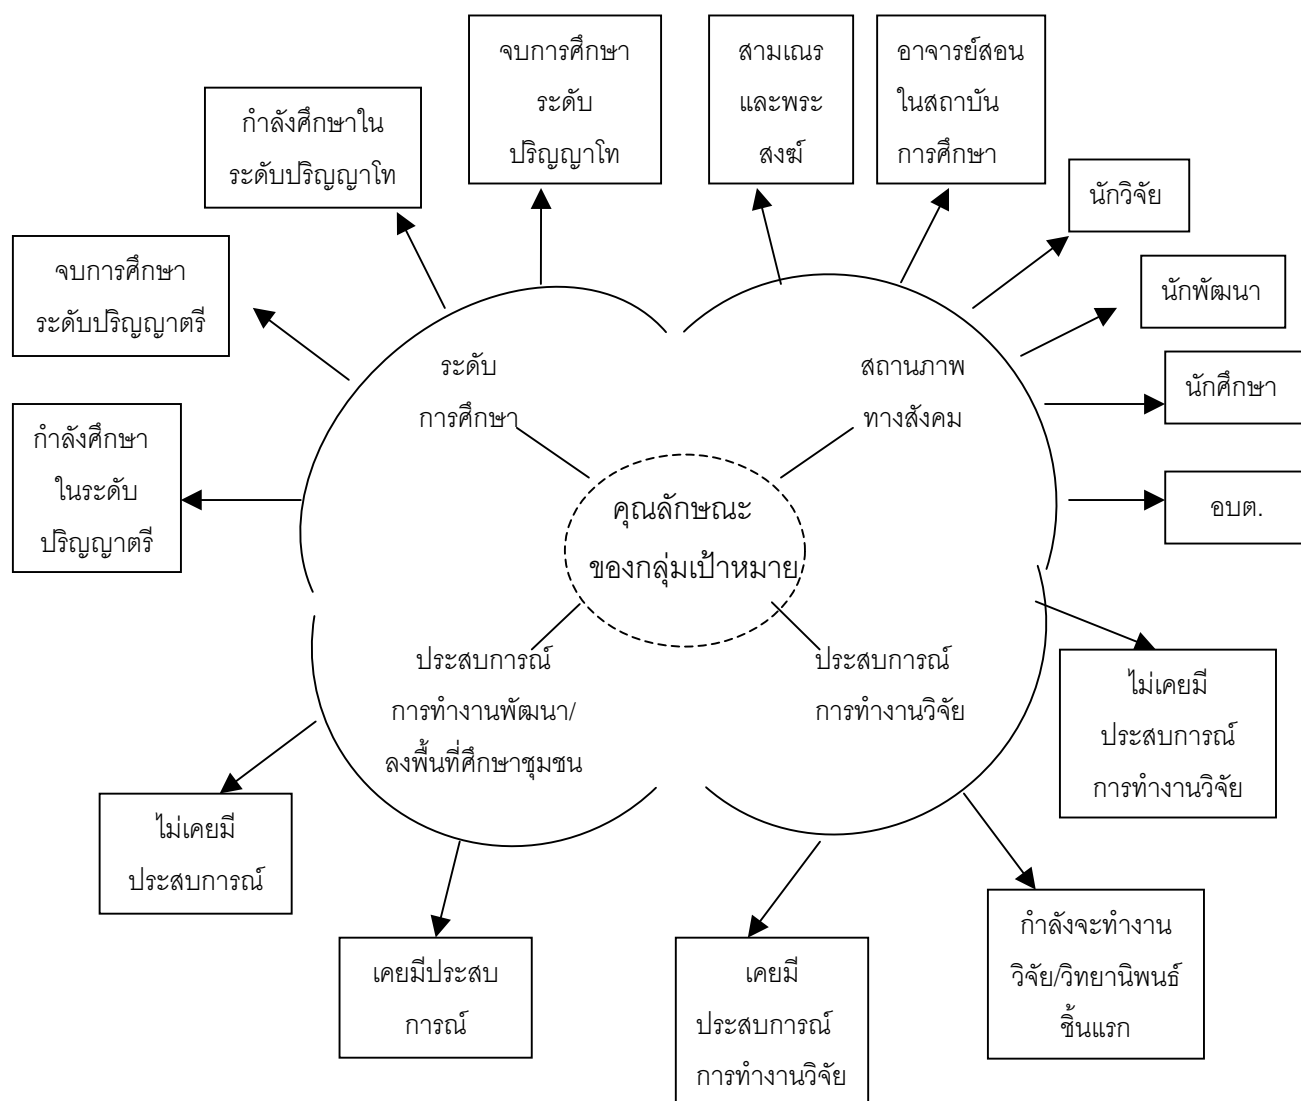 จบการศึกษา
ระดับ
ปริญญาโท
สามเณร
และพระ
สงฆ์
อาจารย์สอน
ในสถาบัน
การศึกษา
กำลังศึกษาใน
ระดับปริญญาโท
นักวิจัย
จบการศึกษา
ระดับปริญญาตรี
นักพัฒนา
ระดับ
การศึกษา
สถานภาพ
ทางสังคม
นักศึกษา
กำลังศึกษา
ในระดับ
ปริญญาตรี
อบต.
คุณลักษณะ
ของกลุ่มเป้าหมาย
ประสบการณ์
การทำงานพัฒนา/
ลงพื้นที่ศึกษาชุมชน
ประสบการณ์
การทำงานวิจัย
ไม่เคยมี
ประสบการณ์
การทำงานวิจัย
ไม่เคยมี
ประสบการณ์
เคยมีประสบ
การณ์
เคยมี
ประสบการณ์
การทำงานวิจัย
กำลังจะทำงาน
วิจัย/วิทยานิพนธ์
ชิ้นแรก